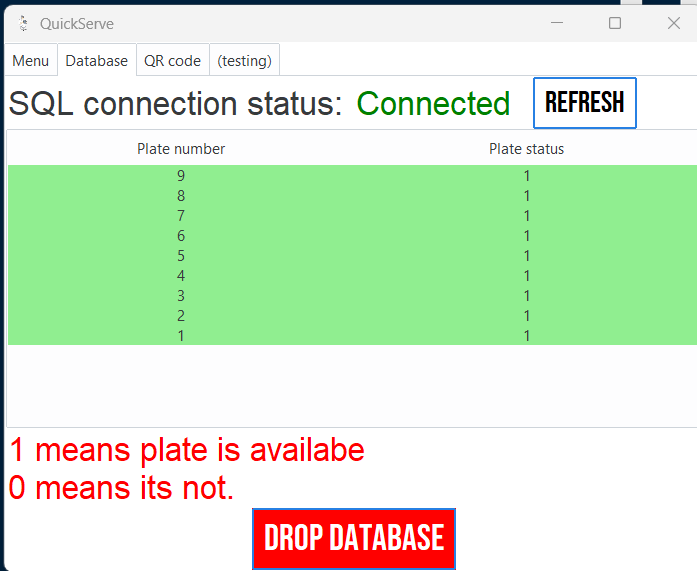 QuickServe
Menu Database QR code (testing)
SQL connection status: Connected REFRESH
Plate number Plate status
9 1
8 1
7 1
6 1
5 1
4 1
3 1
2 1
1 1
1 means plate is availabe
0 means its not.
DROP DATABASE